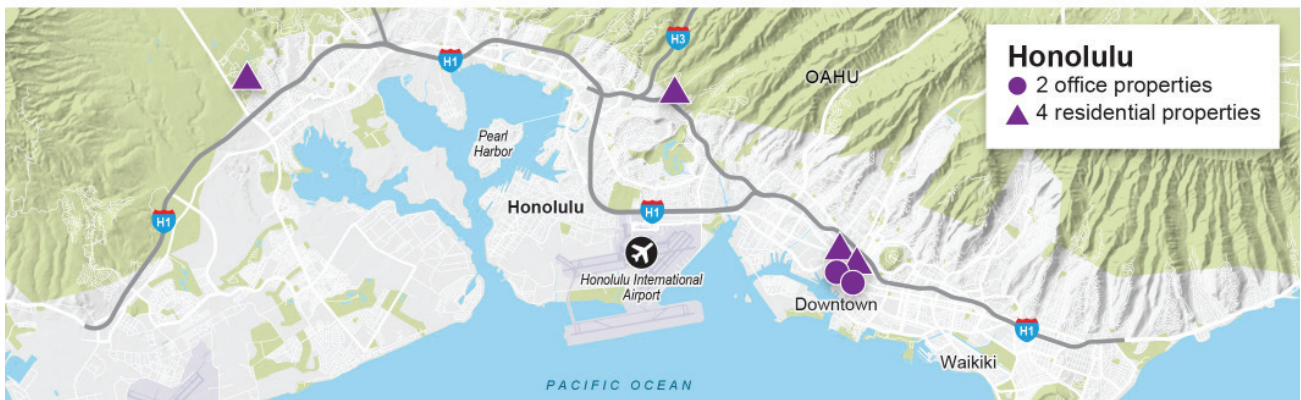 Honolulu
2 office properties
4 residential properties
H3
OAHU
H1
Pearl
Harbor
Honolulu
H1
H1
Honolulu International
Airport
Downtown
H1
Waikiki
PACIFIC OCEAN